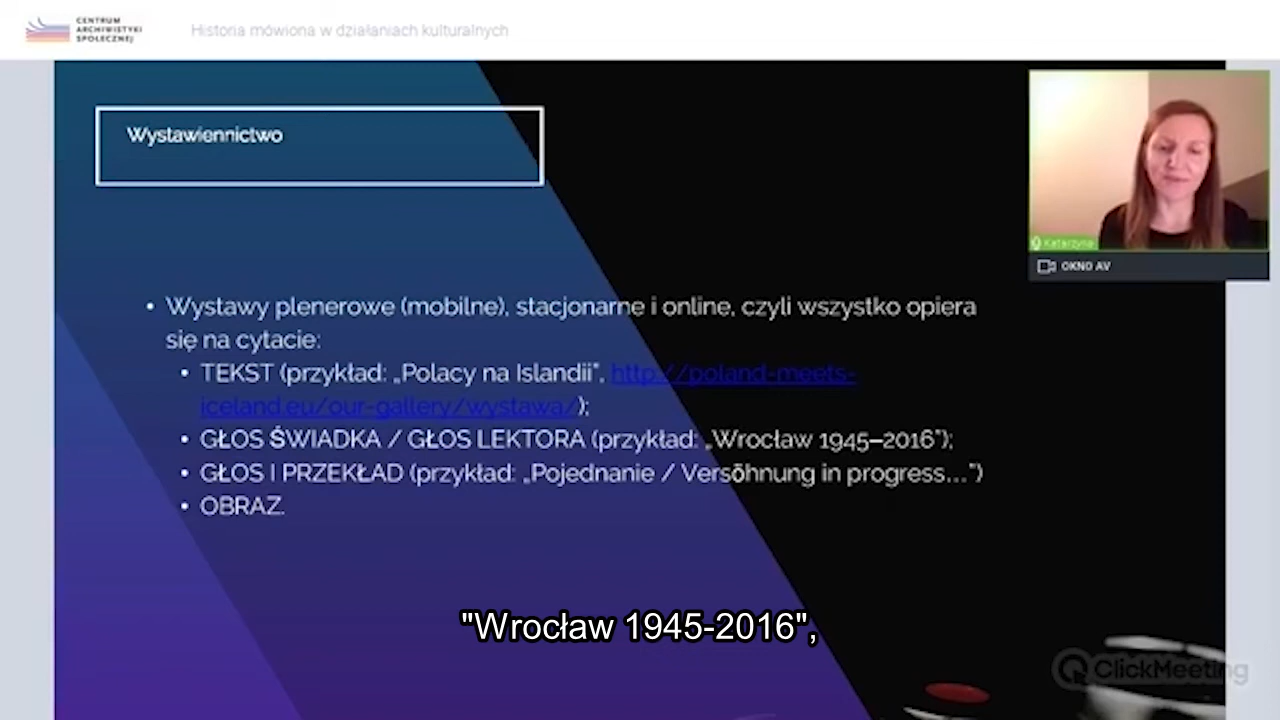 CENTRUM
ARCHIWISTYKI
SPOŁECZNEJ
Historia mówiona w działaniach kulturalnych
Wystawiennictwo
Katarzyna
OKNO AV
• Wystawy plenerowe (mobilne), stacjonarne i online, czyli wszystko opiera
się na cytacie:
• TEKST (przykład: „Polacy na Islandii”, http://poland-meets-
iceland.eu/our-gallery/wystawa/);
• GŁOS ŚWIADKA / GŁOS LEKTORA (przykład: „Wrocław 1945–2016”);
• GŁOS I PRZEKŁAD (przykład: „Pojednanie / Versöhnung in progress…”)
• OBRAZ.
"Wrocław 1945-2016",
ClickMeeting